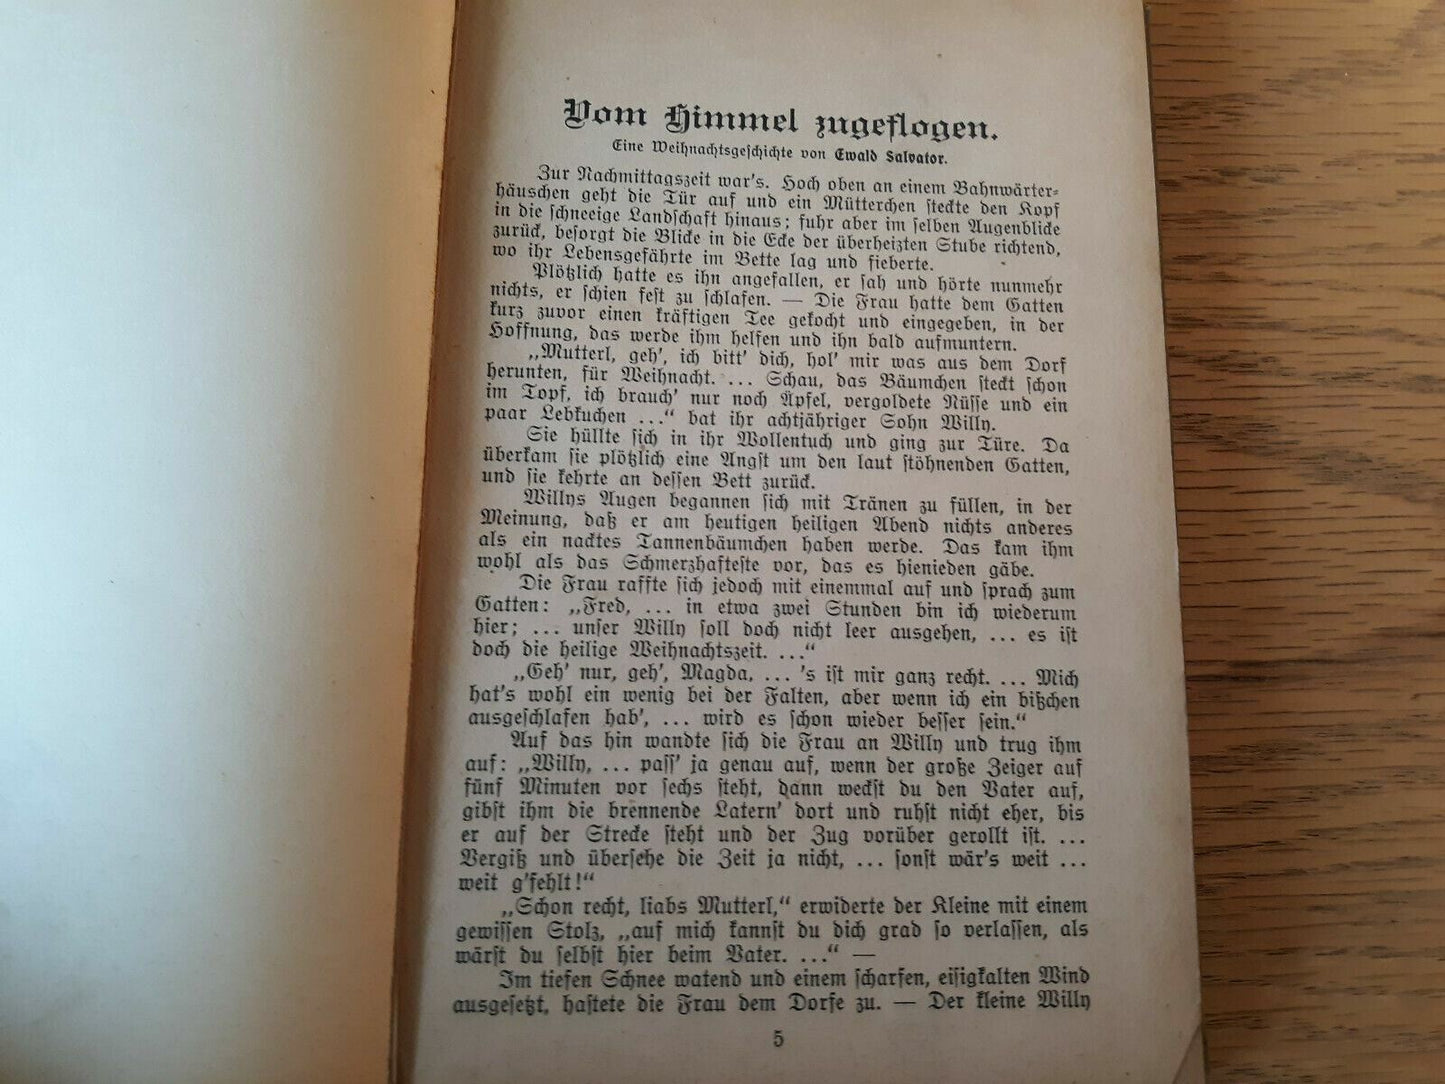 Vom Himmel zugeflogen.
Eine Weihnachtsgeschichte von Ewald Salvator.
Zur Nachmittagszeit war's. Hoch oben an einem Bahnwärter-
häuschen geht die Tür auf und ein Mütterchen steckte den Kopf
in die schneeige Landschaft hinaus; fuhr aber im selben Augenblicke
zurück, besorgt die Blicke in die Ecke der überheizten Stube richtend,
wo ihr Lebensgefährte im Bette lag und fieberte.
Plötzlich hatte es ihn angefallen, er sah und hörte nunmehr
nichts, er schien fest zu schlafen. — Die Frau hatte dem Gatten
kurz zuvor einen kräftigen Tee gekocht und eingegeben, in der
Hoffnung, das werde ihm helfen und ihn bald aufmuntern.
„Mutterl, geh', ich bitt' dich, hol' mir was aus dem Dorf
herunten, für Weihnacht. ... Schau, das Bäumchen steckt schon
im Topf, ich brauch' nur noch Äpfel, vergoldete Nüsse und ein
paar Lebkuchen ...“ bat ihr achtjähriger Sohn Willy.
Sie hüllte sich in ihr Wollentuch und ging zur Türe. Da
überkam sie plötzlich eine Angst um den laut stöhnenden Gatten,
und sie kehrte an dessen Bett zurück.
Willys Augen begannen sich mit Tränen zu füllen, in der
Meinung, daß er am heutigen heiligen Abend nichts anderes
als ein nacktes Tannenbäumchen haben werde. Das kam ihm
wohl als das Schmerzhafteste vor, das es hienieden gäbe.
Die Frau raffte sich jedoch mit einemmal auf und sprach zum
Gatten: „Fred, ... in etwa zwei Stunden bin ich wiederum
hier; ... unser Willy soll doch nicht leer ausgehen, ... es ist
doch die heilige Weihnachtszeit. ...“
„Geh' nur, geh', Magda, ... 's ist mir ganz recht. ... Mich
hat's wohl ein wenig bei der Falten, aber wenn ich ein bißchen
ausgeschlafen hab', ... wird es schon wieder besser sein.“
Auf das hin wandte sich die Frau an Willy und trug ihm
auf: „Willy, ... pass' ja genau auf, wenn der große Zeiger auf
fünf Minuten vor sechs steht, dann weckst du den Vater auf,
gibst ihm die brennende Latern' dort und ruhst nicht eher, bis
er auf der Strecke steht und der Zug vorüber gerollt ist. ...
Vergiß und übersehe die Zeit ja nicht, ... sonst wär's weit ...
weit g'fehlt!“
„Schon recht, liabs Mutterl,“ erwiderte der Kleine mit einem
gewissen Stolz, „auf mich kannst du dich grad so verlassen, als
wärst du selbst hier beim Vater. ...“ —
Im tiefen Schnee watend und einem scharfen, eisigkalten Wind
ausgesetzt, hastete die Frau dem Dorfe zu. — Der kleine Willy
5